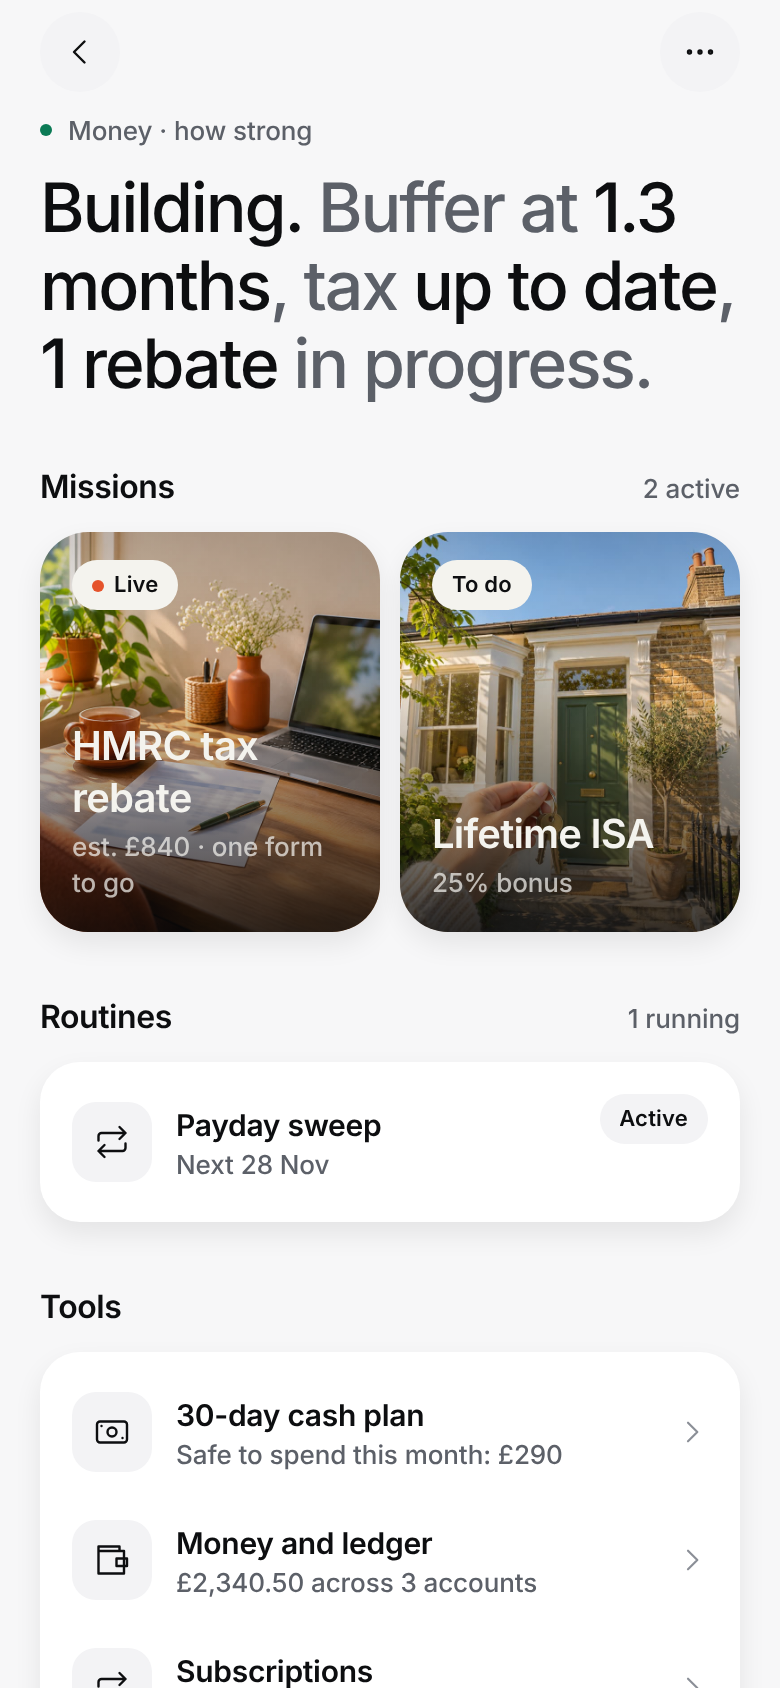 Money · how strong
Building. Buffer at 1.3
months, tax up to date,
1 rebate in progress.
Missions
2 active
Live
HMRC tax
rebate
est. £840 · one form
to go
To do
Lifetime ISA
25% bonus
Routines
1 running
Payday sweep
Next 28 Nov
Active
Tools
30-day cash plan
Safe to spend this month: £290
Money and ledger
£2,340.50 across 3 accounts
Subscriptions